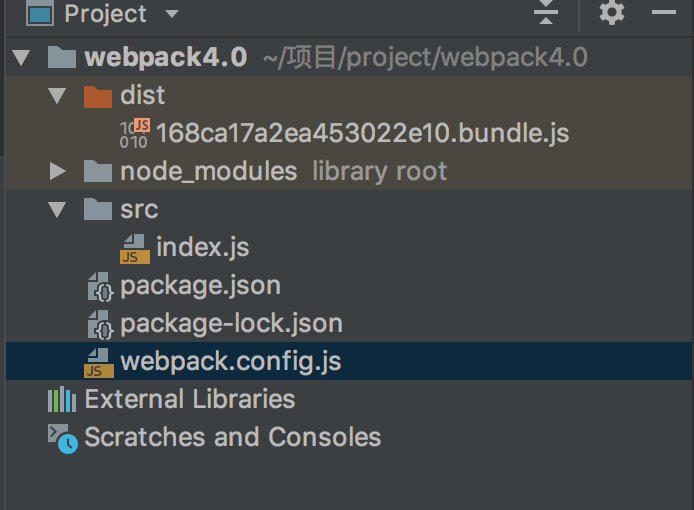 Project
webpack4.0 ~/项目/project/webpack4.0
dist
168ca17a2ea453022e10.bundle.js
node_modules library root
src
index.js
package.json
package-lock.json
webpack.config.js
External Libraries
Scratches and Consoles